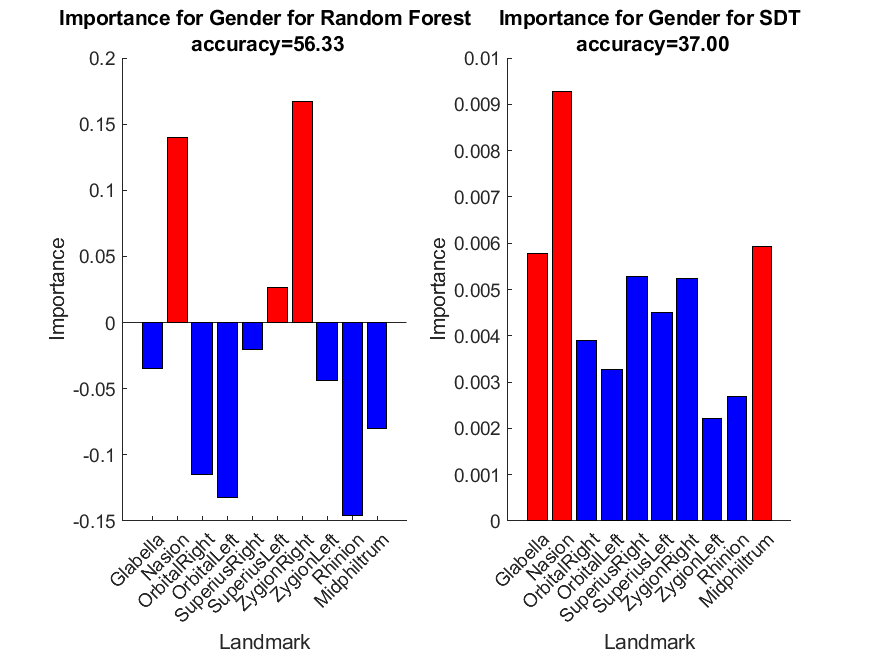 Importance for Gender for Random Forest
accuracy=56.33
Importance
0.2
0.15
0.1
0.05
0
-0.05
-0.1
-0.15
Glabella
Nasion
OrbitalRight
OrbitalLeft
SuperiusRight
SuperiusLeft
ZygionRight
ZygionLeft
Rhinion
Midphiltrum
Landmark
Importance for Gender for SDT
accuracy=37.00
Importance
0.01
0.009
0.008
0.007
0.006
0.005
0.004
0.003
0.002
0.001
0
Glabella
Nasion
OrbitalRight
OrbitalLeft
SuperiusRight
SuperiusLeft
ZygionRight
ZygionLeft
Rhinion
Midphiltrum
Landmark